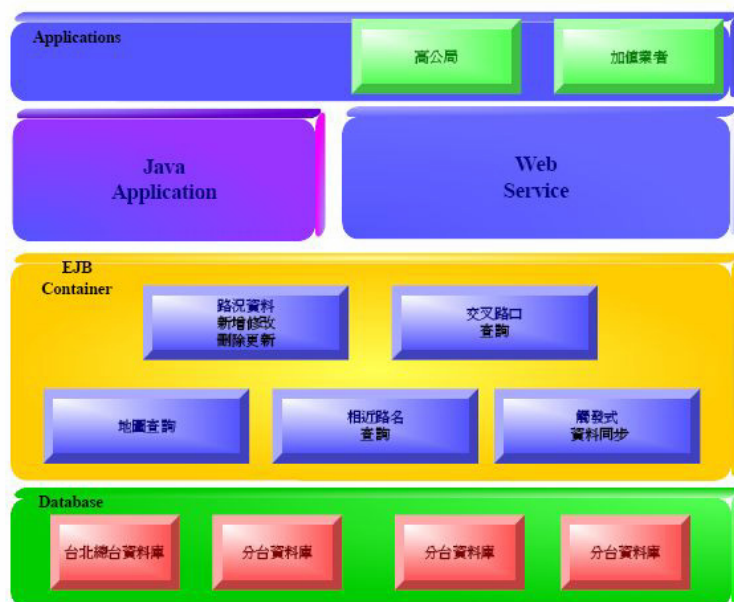 Applications
高公局
加值業者
Java
Application
Web
Service
EJB
Container
路況資料
新增修改
刪除更新
交叉路口
查詢
地圖查詢
相近路名
查詢
觸發式
資料同步
Database
台北總台資料庫
分台資料庫
分台資料庫
分台資料庫